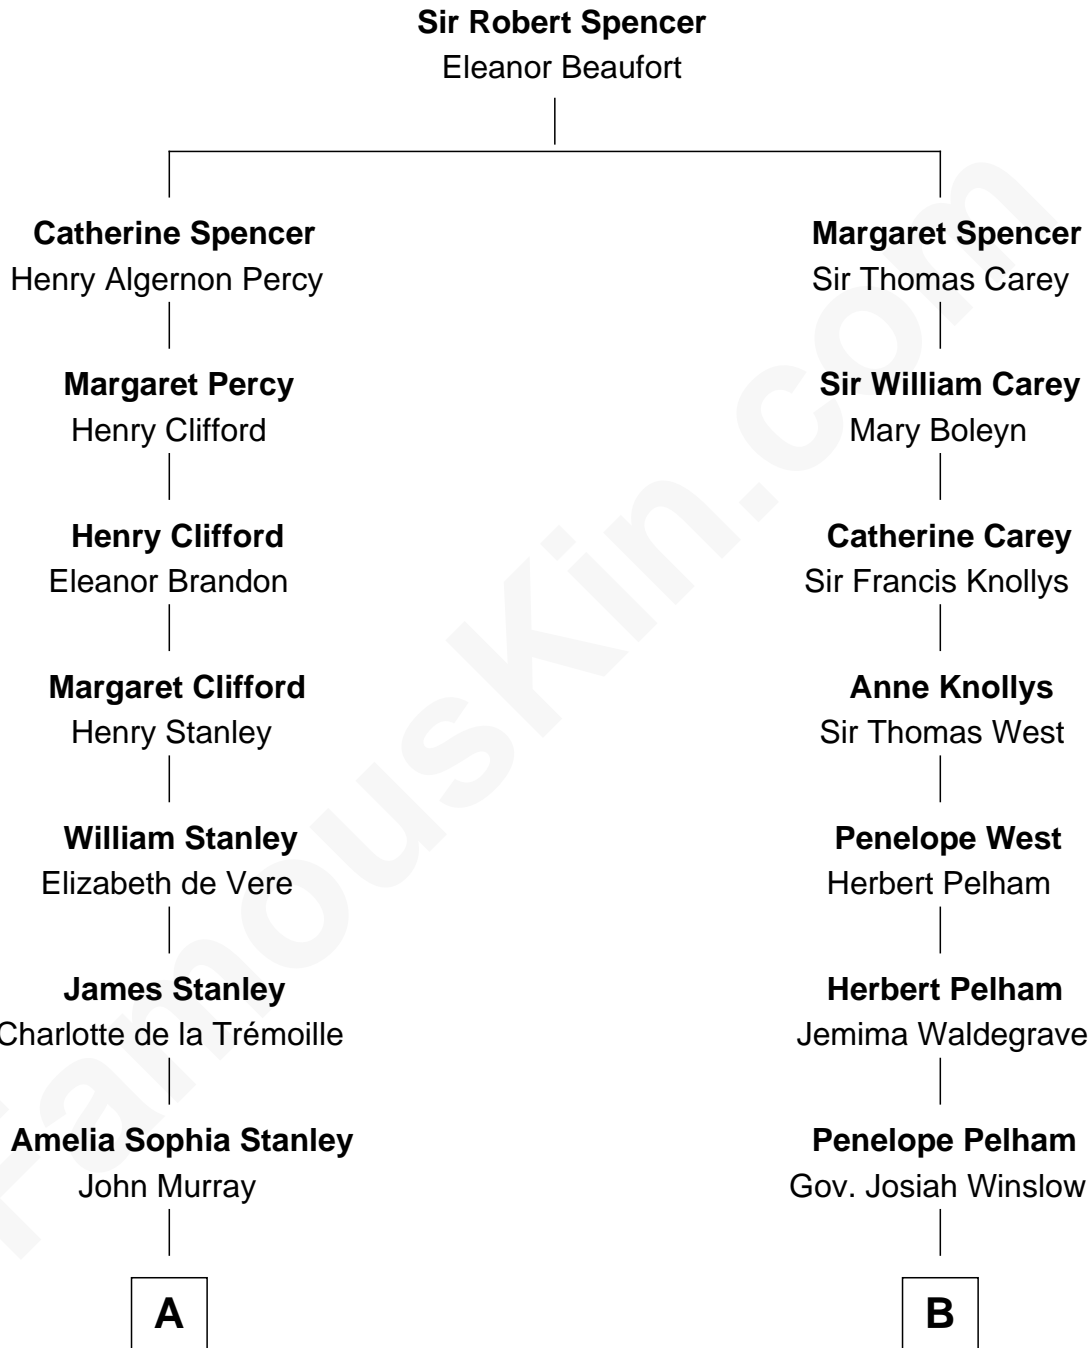 Sir Robert Spencer
Eleanor Beaufort
Catherine Spencer
Henry Algernon Percy
Margaret Spencer
Sir Thomas Carey
Margaret Percy
Henry Clifford
Sir William Carey
Mary Boleyn
Henry Clifford
Eleanor Brandon
Catherine Carey
Sir Francis Knollys
Margaret Clifford
Henry Stanley
Anne Knollys
Sir Thomas West
William Stanley
Elizabeth de Vere
Penelope West
Herbert Pelham
James Stanley
Charlotte de la Trémoille
Herbert Pelham
Jemima Waldegrave
Amelia Sophia Stanley
John Murray
Penelope Pelham
Gov. Josiah Winslow
A
B
FamousKin.com